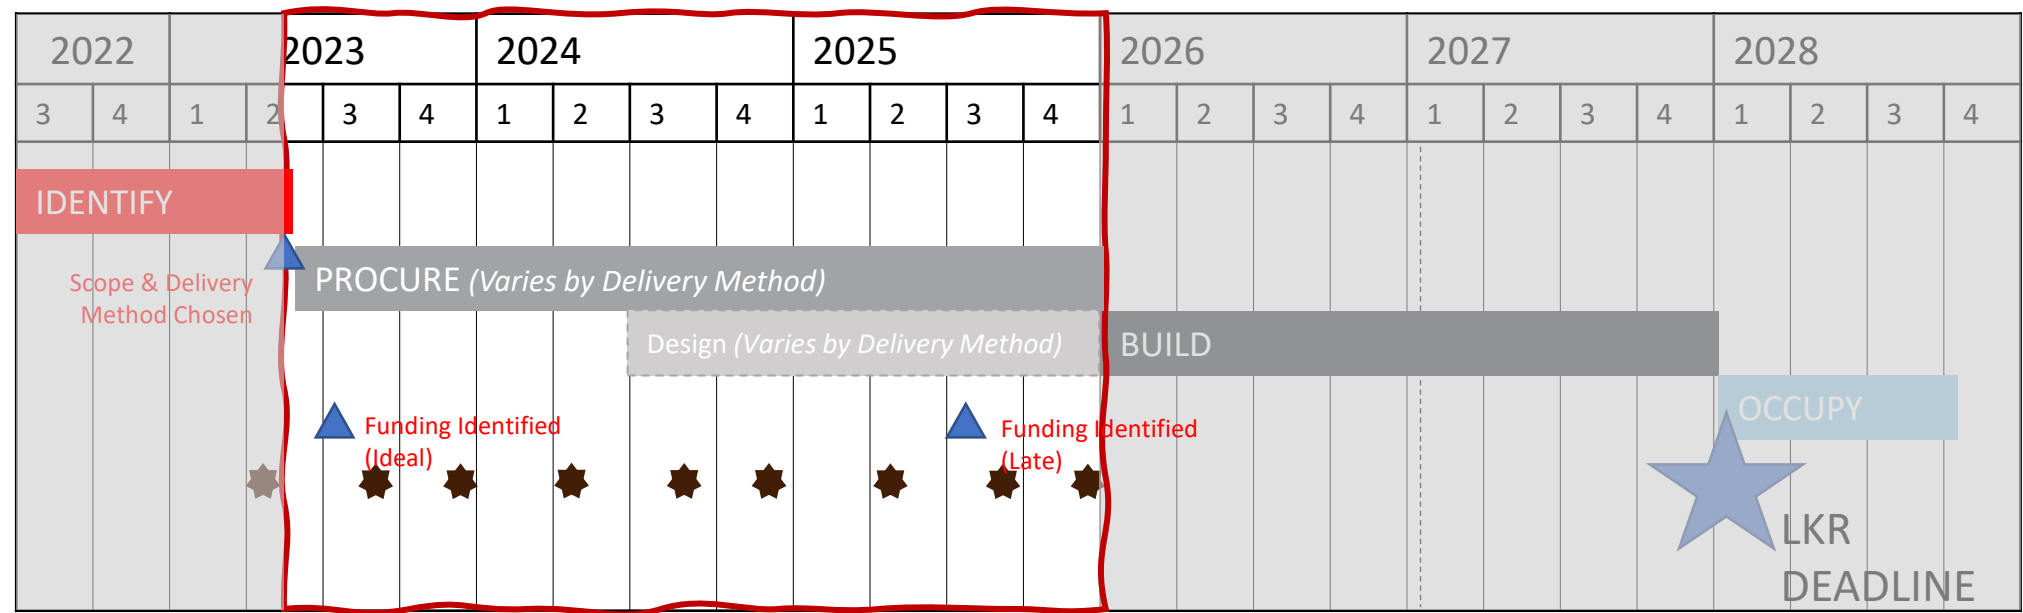 2022 2023 2024 2025 2026 2027 2028
3 4 1 2 3 4 1 2 3 4 1 2 3 4 1 2 3 4 1 2 3 4 1 2 3 4
IDENTIFY
Scope & Delivery
Method Chosen
PROCURE (Varies by Delivery Method)
Design (Varies by Delivery Method)
BUILD
OCCUPY
Funding Identified
(Ideal)
Funding Identified
(Late)
LKR
DEADLINE